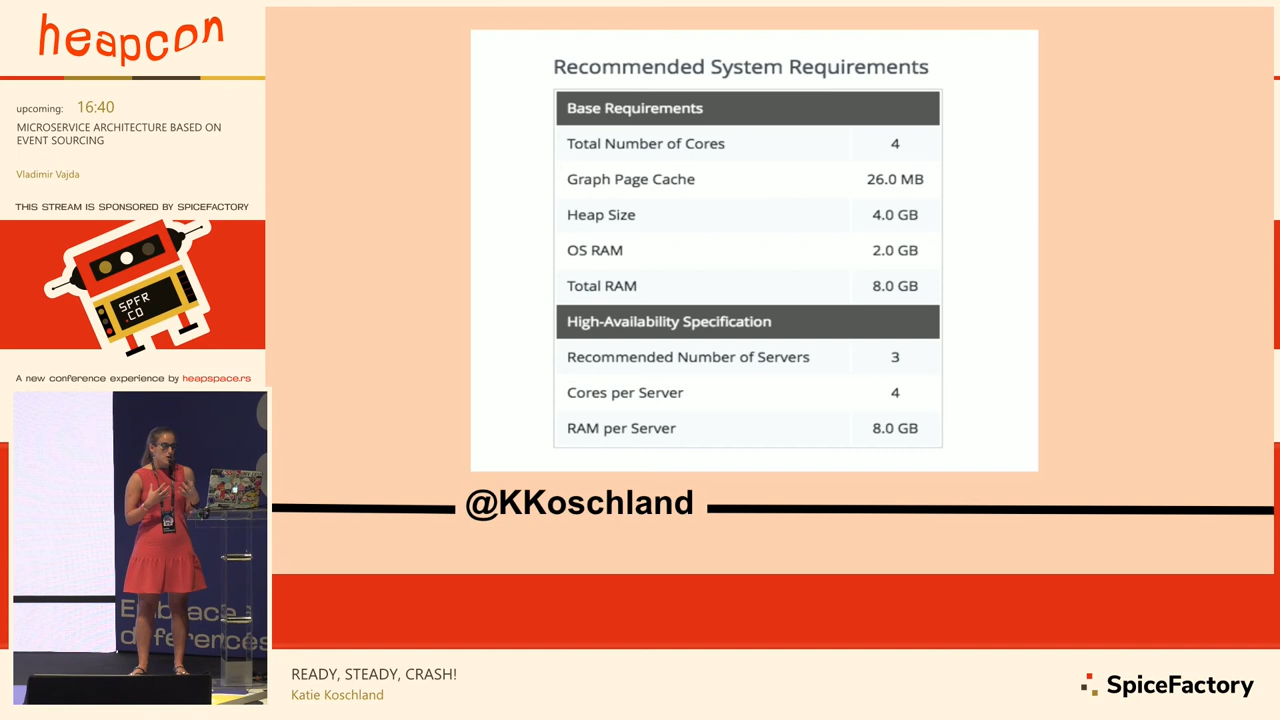 heapcon
upcoming: 16:40
MICROSERVICE ARCHITECTURE BASED ON
EVENT SOURCING
Vladimir Vajda
THIS STREAM IS SPONSORED BY SPICEFACTORY
SPFR
.CO
A new conference experience by heapspace.rs
Embrace
differences
Recommended System Requirements
Base Requirements
Total Number of Cores 4
Graph Page Cache 26.0 MB
Heap Size 4.0 GB
OS RAM 2.0 GB
Total RAM 8.0 GB
High-Availability Specification
Recommended Number of Servers 3
Cores per Server 4
RAM per Server 8.0 GB
@KKoschland
READY, STEADY, CRASH!
Katie Koschland
SpiceFactory